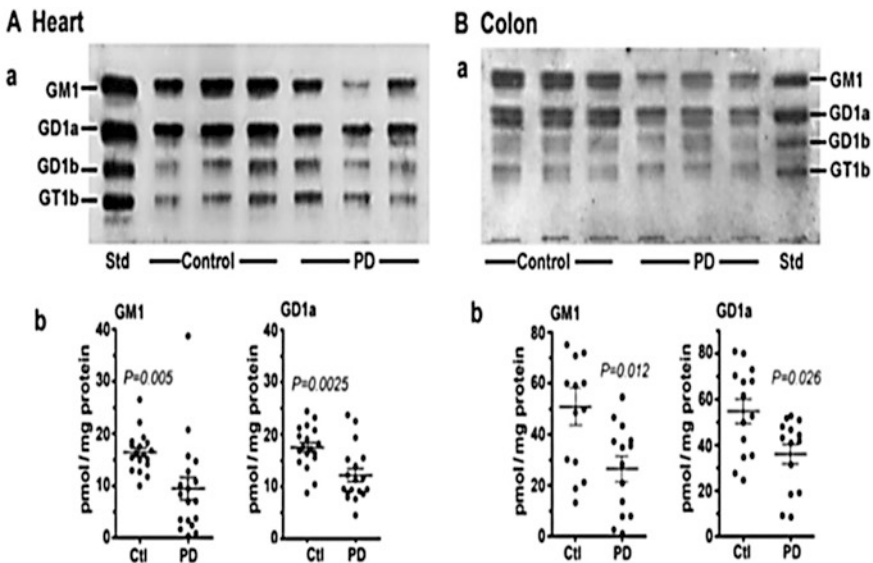 A Heart
a
GM1
GD1a
GD1b
GT1b
Std
Control
PD
b
GM1
pmol/mg protein
40
30
20
10
0
P=0.005
Ctl
PD
GD1a
pmol/mg protein
40
30
20
10
0
P=0.0025
Ctl
PD
B Colon
a
GM1
GD1a
GD1b
GT1b
Control
PD
Std
b
GM1
pmol/mg protein
80
60
40
20
0
P=0.012
Ctl
PD
GD1a
pmol/mg protein
80
60
40
20
0
P=0.026
Ctl
PD